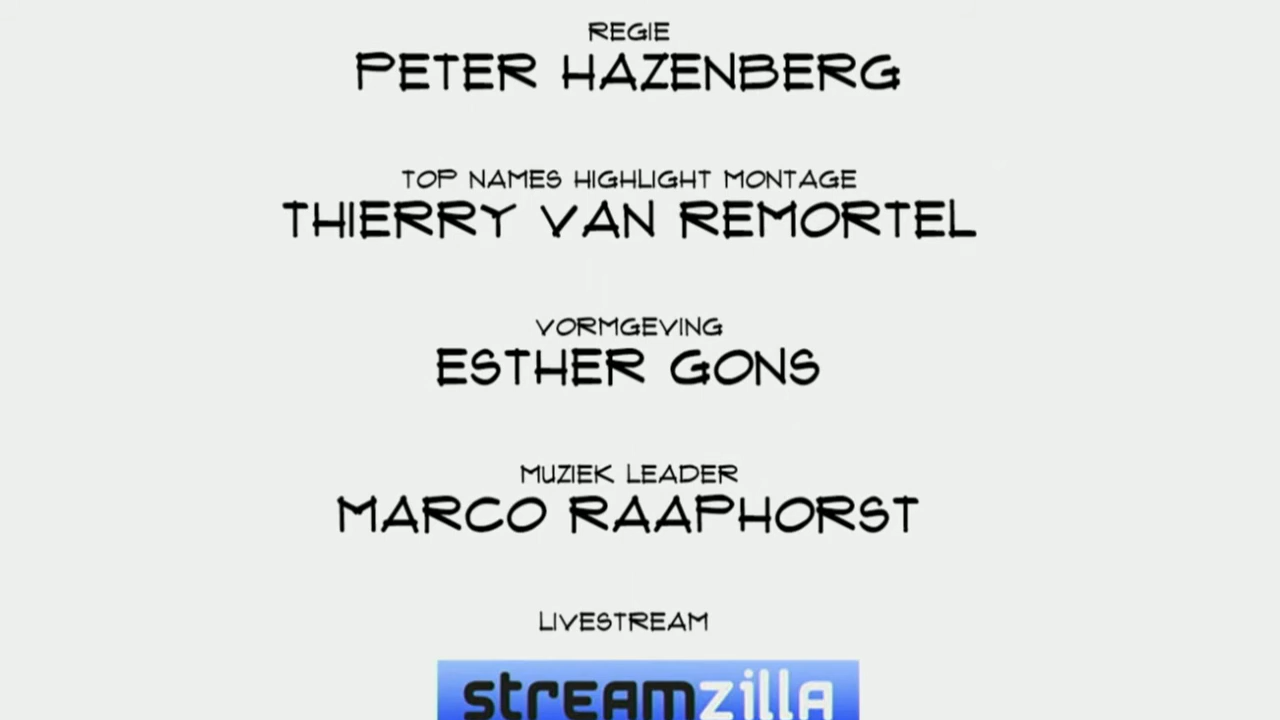 REGIE
PETER HAZENBERG
TOP NAMES HIGHLIGHT MONTAGE
THIERRY VAN REMORTEL
VORMGEVING
ESTHER GONS
MUZIEK LEADER
MARCO RAAPHORST
LIVESTREAM
streamzilla